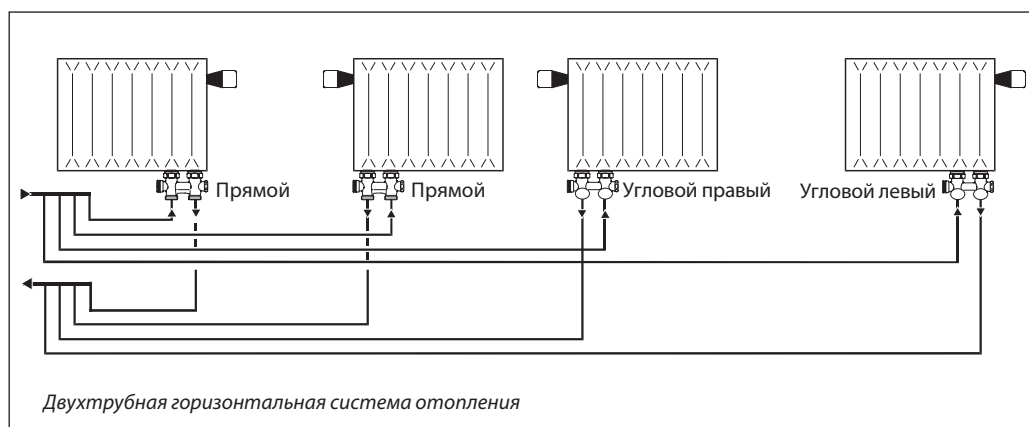 Прямой
Прямой
Угловой правый
Угловой левый
Двухтрубная горизонтальная система отопления